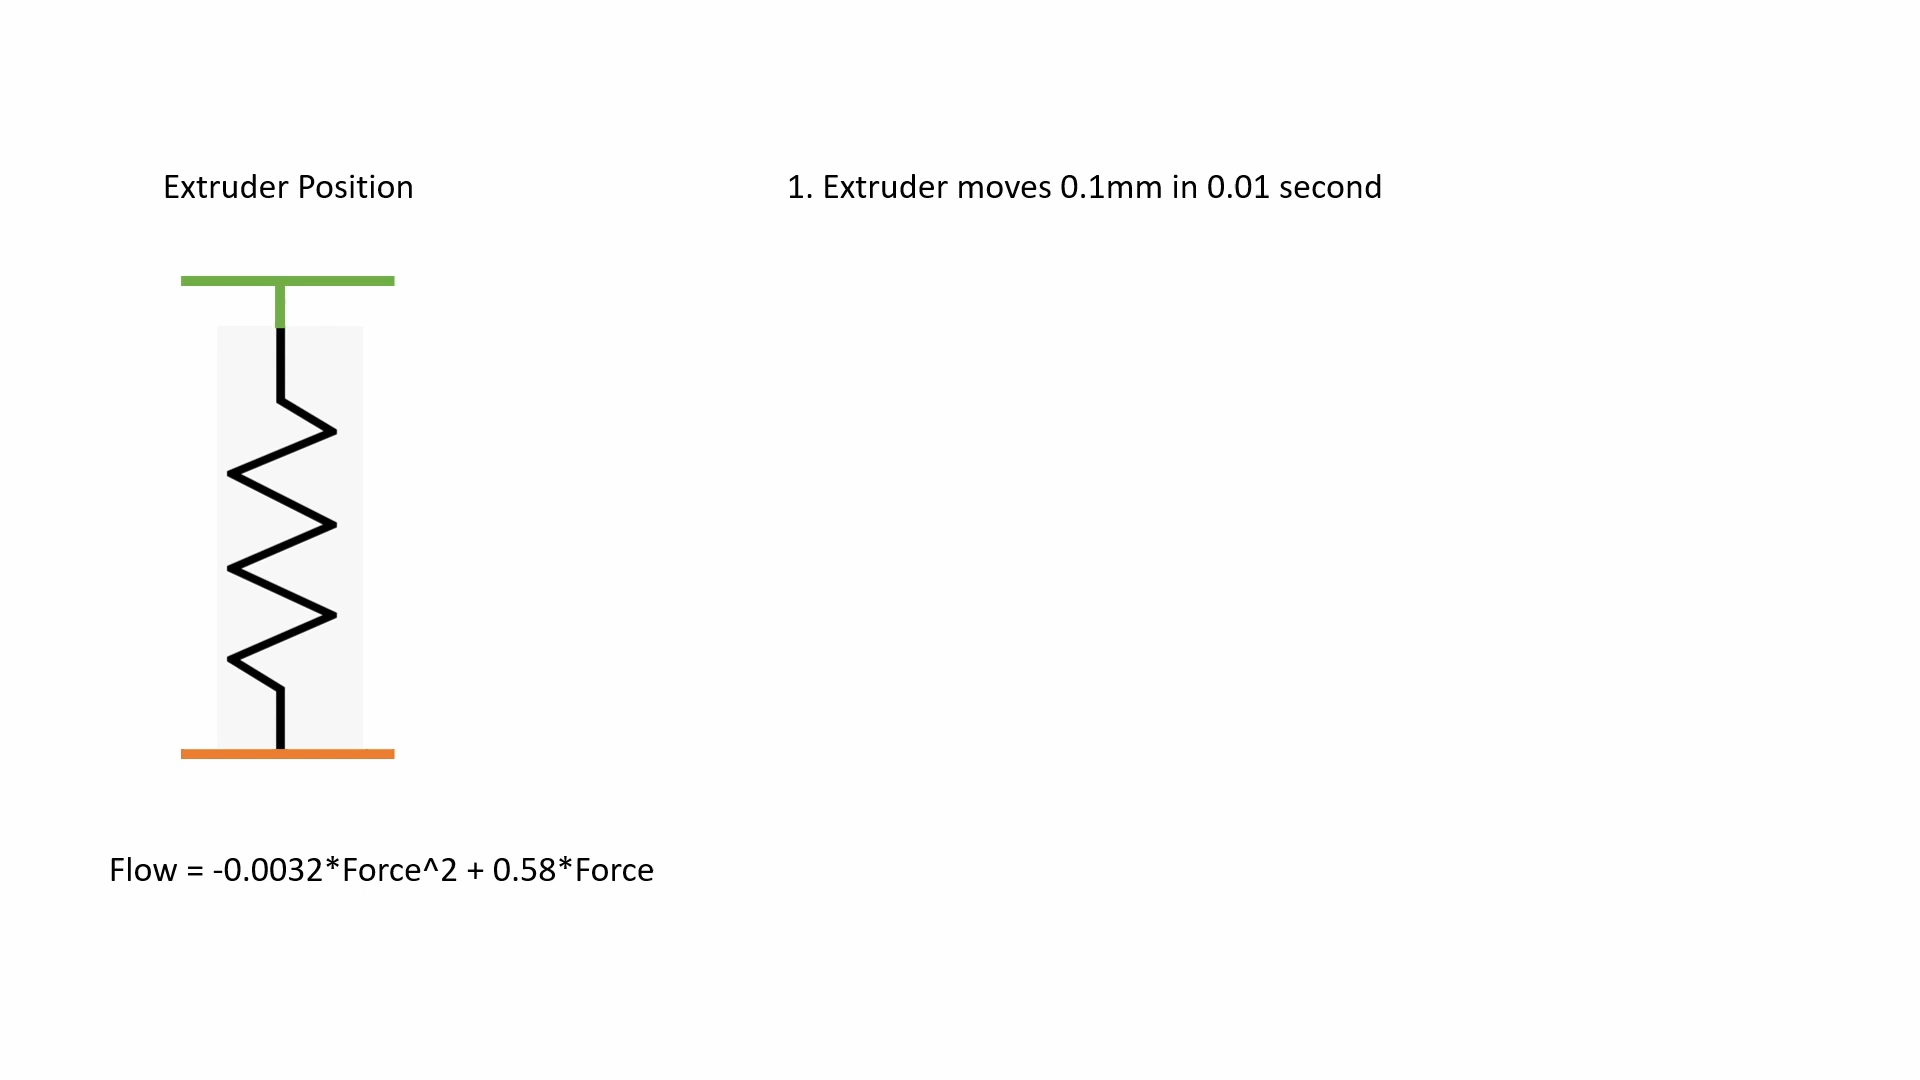 Extruder Position
1. Extruder moves 0.1mm in 0.01 second
Flow = -0.0032*Force^2 + 0.58*Force